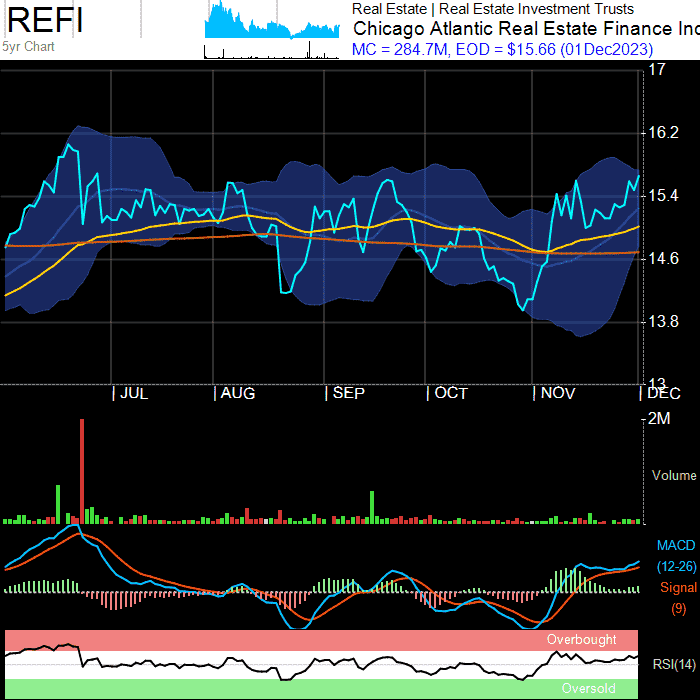 REFI
5yr Chart
Real Estate | Real Estate Investment Trusts
Chicago Atlantic Real Estate Finance Inc
MC = 284.7M, EOD = $15.66 (01Dec2023)
17
16.2
15.4
14.6
13.8
13
JUL
AUG
SEP
OCT
NOV
DEC
2M
Volume
MACD
(12-26)
Signal
(9)
Overbought
RSI(14)
Oversold